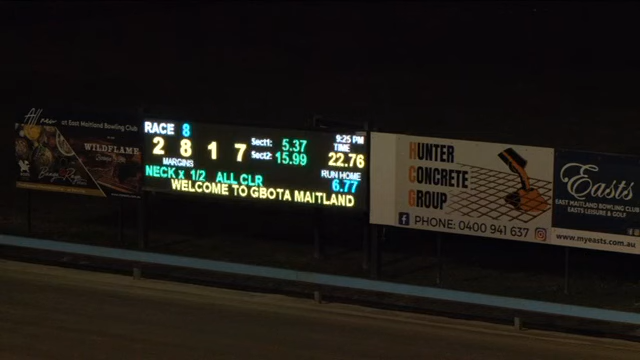 All new
at East Maitland Bowling Club
WILDFLAME
RACE 8
2 8 1 7
MARGINS
NECK x 1/2 ALL CLR
Sect1: 5.37
Sect2: 15.99
9:25 PM
TIME
22.76
RUN HOME
6.77
WELCOME TO GBOTA MAITLAND
HUNTER
CONCRETE
GROUP
PHONE: 0400 941 637
Easts
EAST MAITLAND BOWLING CLUB
EASTS LEISURE & GOLF
www.myeasts.com.au